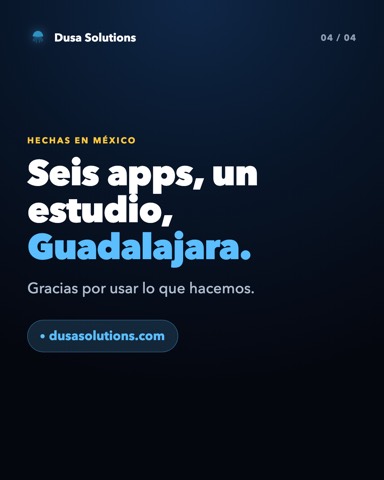 Dusa Solutions
04 / 04
HECHAS EN MÉXICO
Seis apps, un
estudio,
Guadalajara.
Gracias por usar lo que hacemos.
• dusasolutions.com